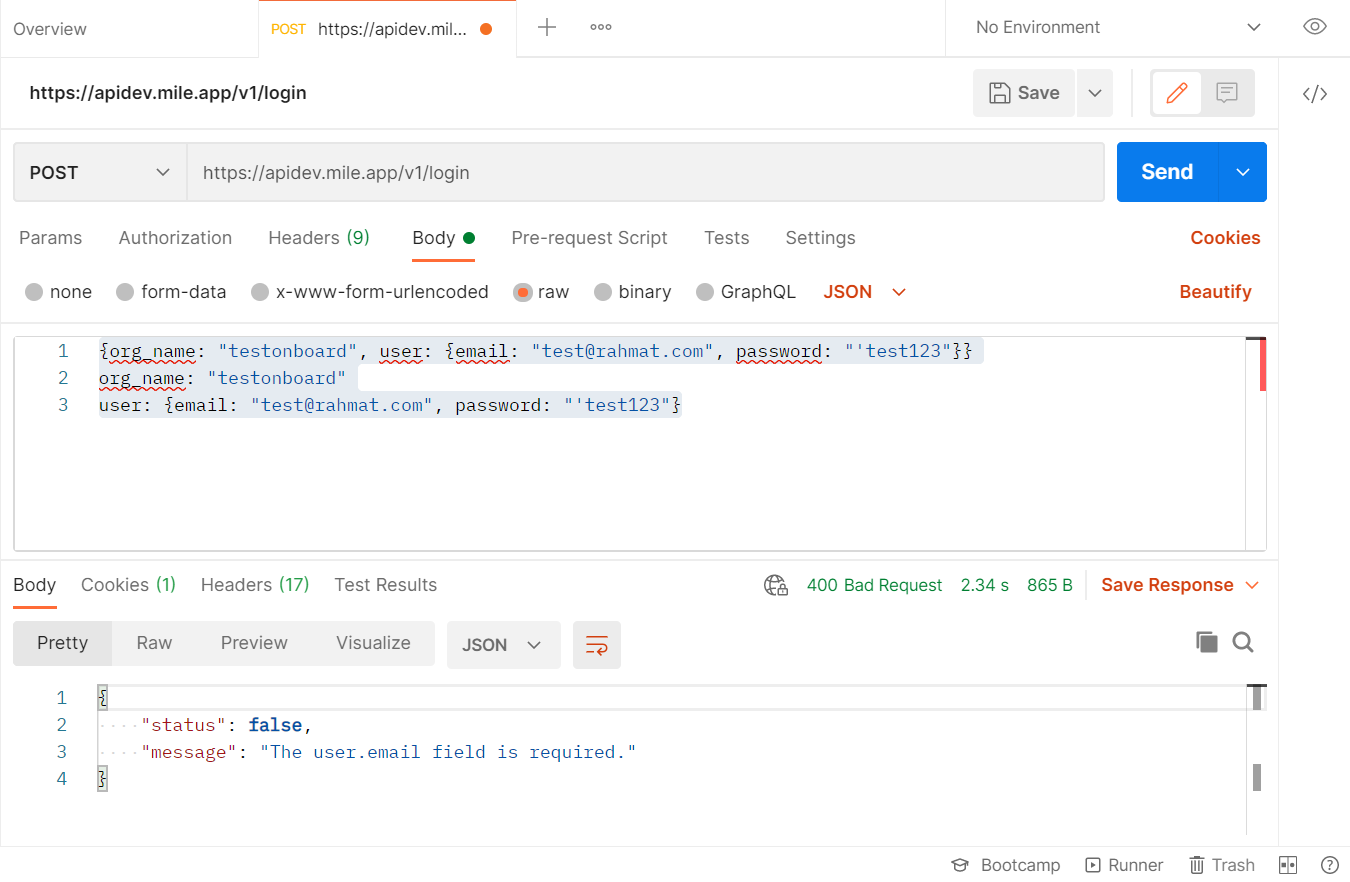 Overview
POST https://apidev.mil...
No Environment
https://apidev.mile.app/v1/login
Save
POST
https://apidev.mile.app/v1/login
Send
Params Authorization Headers (9) Body Pre-request Script Tests Settings Cookies
none form-data x-www-form-urlencoded raw binary GraphQL JSON Beautify
1 {org_name: "testonboard", user: {email: "test@rahmat.com", password: "'test123"}}
2 org_name: "testonboard"
3 user: {email: "test@rahmat.com", password: "'test123"}
Body Cookies (1) Headers (17) Test Results 400 Bad Request 2.34 s 865 B Save Response
Pretty Raw Preview Visualize JSON
1 {
2 "status": false,
3 "message": "The user.email field is required."
4 }
Bootcamp Runner Trash